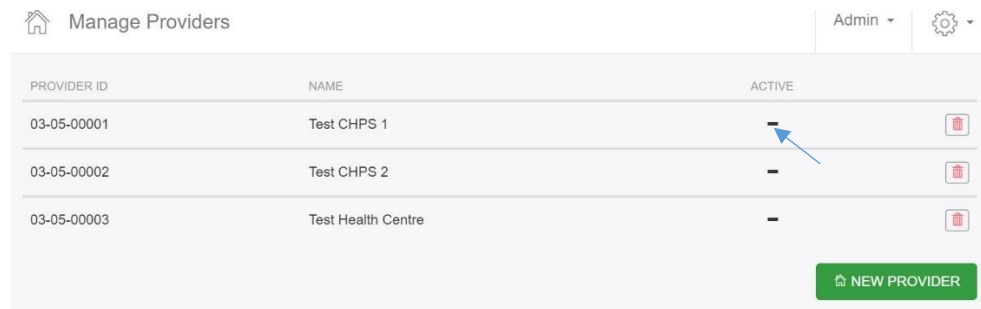 Manage Providers
Admin
PROVIDER ID NAME ACTIVE
03-05-00001 Test CHPS 1 -
03-05-00002 Test CHPS 2 -
03-05-00003 Test Health Centre -
NEW PROVIDER